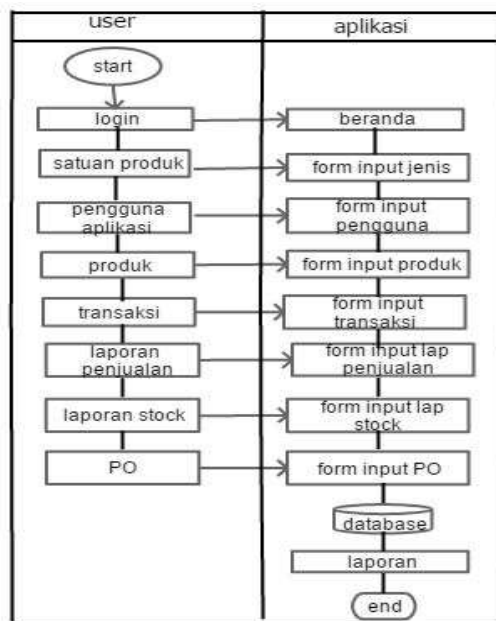 user
aplikasi
start
login
beranda
satuan produk
form input jenis
pengguna
aplikasi
form input
pengguna
produk
form input produk
transaksi
form input
transaksi
laporan
penjualan
form input lap
penjualan
laporan stock
form input lap
stock
PO
form input PO
database
laporan
end